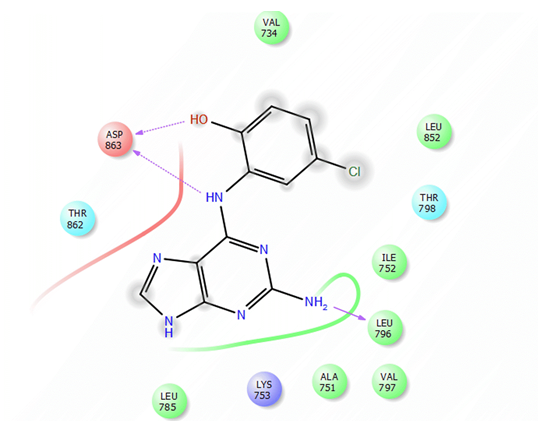 VAL
734
HO
ASP
863
LEU
852
Cl
THR
798
HN
THR
862
N
N
ILE
752
NH2
N
N
H
LEU
796
LYS
753
ALA
751
VAL
797
LEU
785